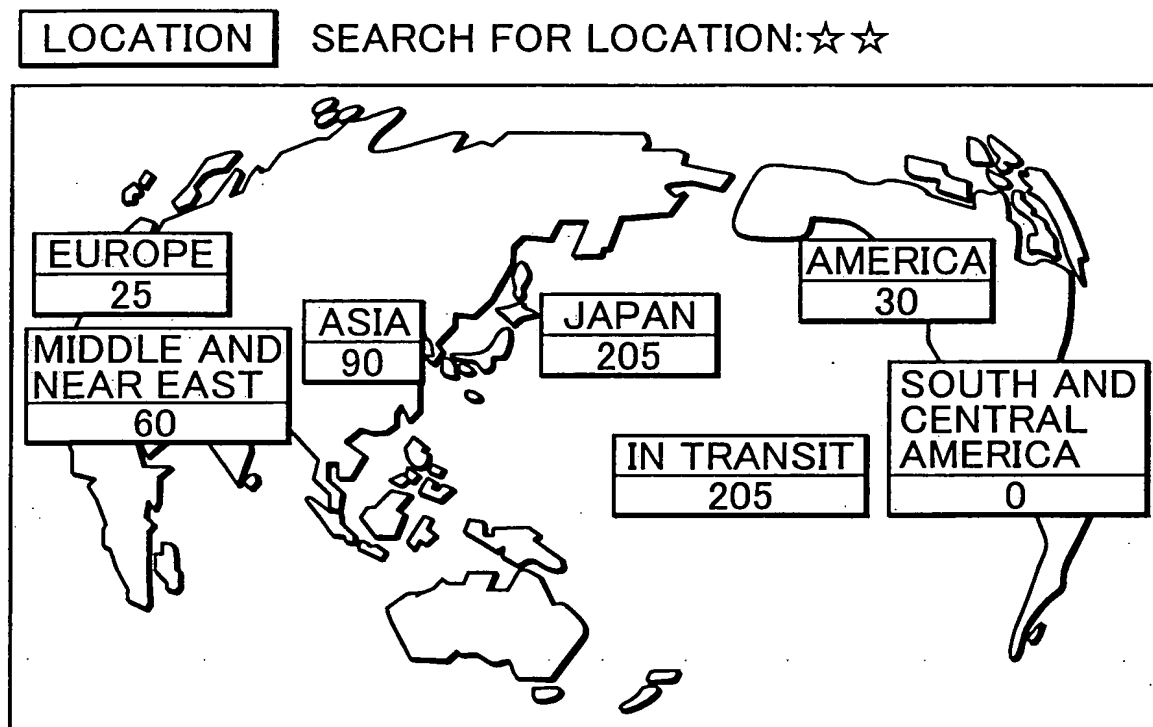 LOCATION SEARCH FOR LOCATION:☆☆
EUROPE
25
MIDDLE AND
NEAR EAST
60
ASIA
90
JAPAN
205
IN TRANSIT
205
AMERICA
30
SOUTH AND
CENTRAL
AMERICA
0